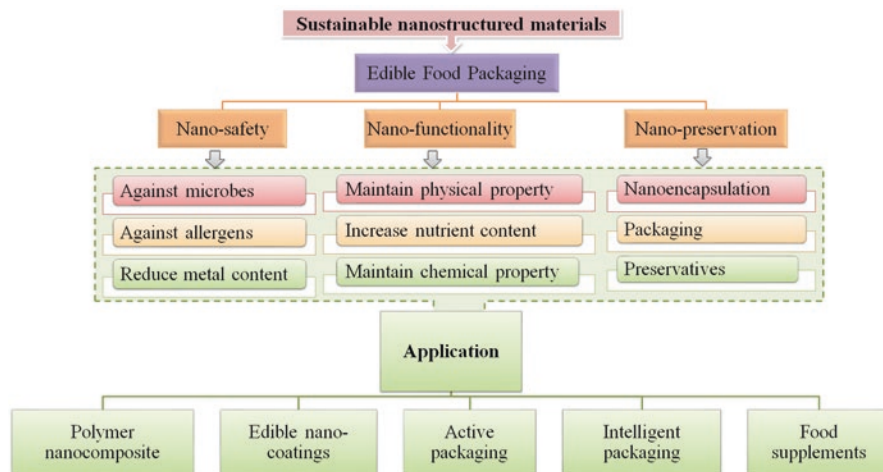 Sustainable nanostructured materials
Edible Food Packaging
Nano-safety
Nano-functionality
Nano-preservation
Against microbes
Maintain physical property
Nanoencapsulation
Against allergens
Increase nutrient content
Packaging
Reduce metal content
Maintain chemical property
Preservatives
Application
Polymer
nanocomposite
Edible nano-
coatings
Active
packaging
Intelligent
packaging
Food
supplements